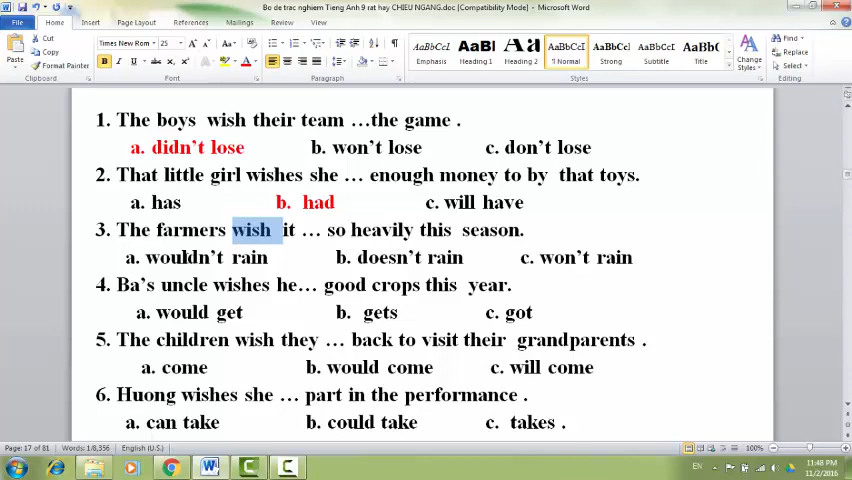 Bo de trac nghiem Tieng Anh 9 rat hay CHIEU NGANG.doc [Compatibility Mode] - Microsoft Word
File Home Insert Page Layout References Mailings Review View
Paste
Cut
Copy
Format Painter
Times New Rom 25
AaBbCcI AaBl AaB AaBbCcI AaBbCcI AaBbCcI AaBb(
Emphasis Heading 1 Heading 2 ¶ Normal Strong Subtitle Title
Change Styles
Find
Replace
Select
Clipboard Font Paragraph Styles Editing
1. The boys wish their team …the game .
a. didn’t lose b. won’t lose c. don’t lose
2. That little girl wishes she … enough money to by that toys.
a. has b. had c. will have
3. The farmers wish it … so heavily this season.
a. wouldn’t rain b. doesn’t rain c. won’t rain
4. Ba’s uncle wishes he… good crops this year.
a. would get b. gets c. got
5. The children wish they … back to visit their grandparents .
a. come b. would come c. will come
6. Huong wishes she … part in the performance .
a. can take b. could take c. takes .
Page: 17 of 81 Words: 1/8,356 English (U.S.) 100%
EN 11:48 PM
11/2/2016